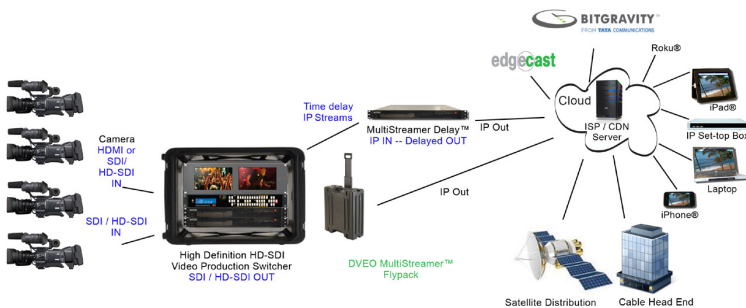 BITGRAVITY™
FROM TATA COMMUNICATIONS
edgecast
Roku®
Cloud
ISP / CDN
Server
iPad®
IP Set-top Box
Laptop
iPhone®
Time delay
IP Streams
MultiStreamer Delay™
IP IN -- Delayed OUT
IP Out
IP Out
Camera
HDMI or
SDI/
HD-SDI
IN
SDI / HD-SDI
IN
High Definition HD-SDI
Video Production Switcher
SDI / HD-SDI OUT
DVEO MultiStreamer™
Flypack
Satellite Distribution
Cable Head End